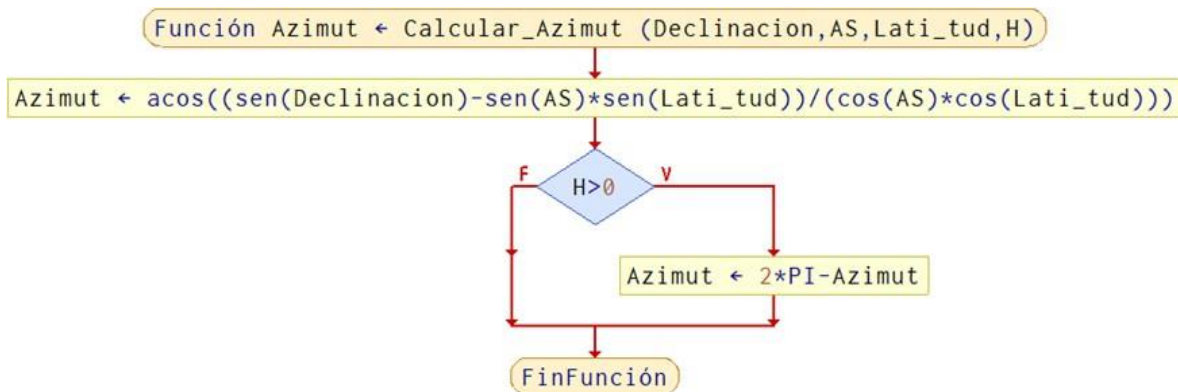 Función Azimut ← Calcular_Azimut (Declinacion,AS,Lati_tud,H)
Azimut ← acos((sen(Declinacion)-sen(AS)*sen(Lati_tud))/(cos(AS)*cos(Lati_tud)))
F
V
H>0
Azimut ← 2*PI-Azimut
FinFunción